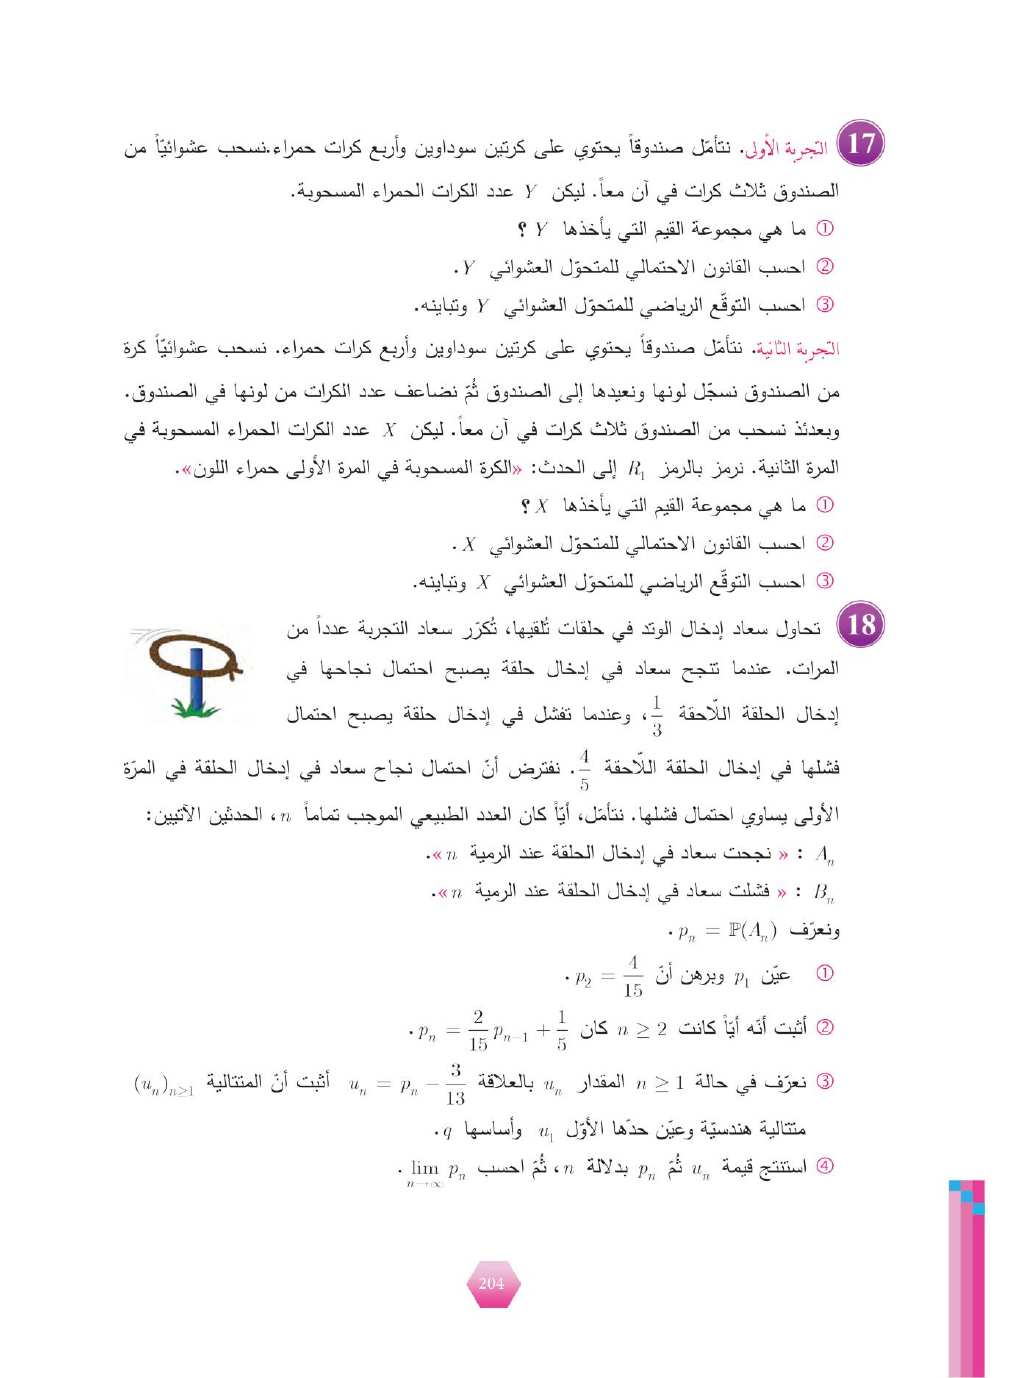 17 التجربة الأولى. نتأمّل صندوقاً يحتوي على كرتين سوداوين وأربع كرات حمراء.نسحب عشوائيّاً من
الصندوق ثلاث كرات في آن معاً. ليكن Y عدد الكرات الحمراء المسحوبة.
① ما هي مجموعة القيم التي يأخذها Y ؟
② احسب القانون الاحتمالي للمتحوّل العشوائي Y.
③ احسب التوقّع الرياضي للمتحوّل العشوائي Y وتباينه.
التجربة الثانية. نتأمّل صندوقاً يحتوي على كرتين سوداوين وأربع كرات حمراء. نسحب عشوائيّاً كرة
من الصندوق نسجّل لونها ونعيدها إلى الصندوق ثُمّ نضاعف عدد الكرات من لونها في الصندوق.
وبعدئذ نسحب من الصندوق ثلاث كرات في آن معاً. ليكن X عدد الكرات الحمراء المسحوبة في
المرة الثانية. نرمز بالرمز R₁ إلى الحدث: «الكرة المسحوبة في المرة الأولى حمراء اللون».
① ما هي مجموعة القيم التي يأخذها X ؟
② احسب القانون الاحتمالي للمتحوّل العشوائي X .
③ احسب التوقّع الرياضي للمتحوّل العشوائي X وتباينه.
18 تحاول سعاد إدخال الوتد في حلقات تُلقيها، تُكرّر سعاد التجربة عدداً من
المرات. عندما تنجح سعاد في إدخال حلقة يصبح احتمال نجاحها في
إدخال الحلقة اللّاحقة 1/3، وعندما تفشل في إدخال حلقة يصبح احتمال
فشلها في إدخال الحلقة اللّاحقة 4/5. نفترض أنّ احتمال نجاح سعاد في إدخال الحلقة في المرّة
الأولى يساوي احتمال فشلها. نتأمّل، أيّاً كان العدد الطبيعي الموجب تماماً n، الحدثين الآتيين:
Aₙ : « نجحت سعاد في إدخال الحلقة عند الرمية n».
Bₙ : « فشلت سعاد في إدخال الحلقة عند الرمية n».
ونعرّف pₙ = ℙ(Aₙ) .
① عيّن p₁ وبرهن أنّ p₂ = 4/15 .
② أثبت أنّه أيّاً كانت n ≥ 2 كان pₙ = 2/15 pₙ₋₁ + 1/5 .
③ نعرّف في حالة n ≥ 1 المقدار uₙ بالعلاقة uₙ = pₙ − 3/13 أثبت أنّ المتتالية (uₙ)ₙ≥₁
متتالية هندسيّة وعيّن حدّها الأوّل u₁ وأساسها q.
④ استنتج قيمة uₙ ثُمّ pₙ بدلالة n، ثُمّ احسب lim n→∞ pₙ .
204